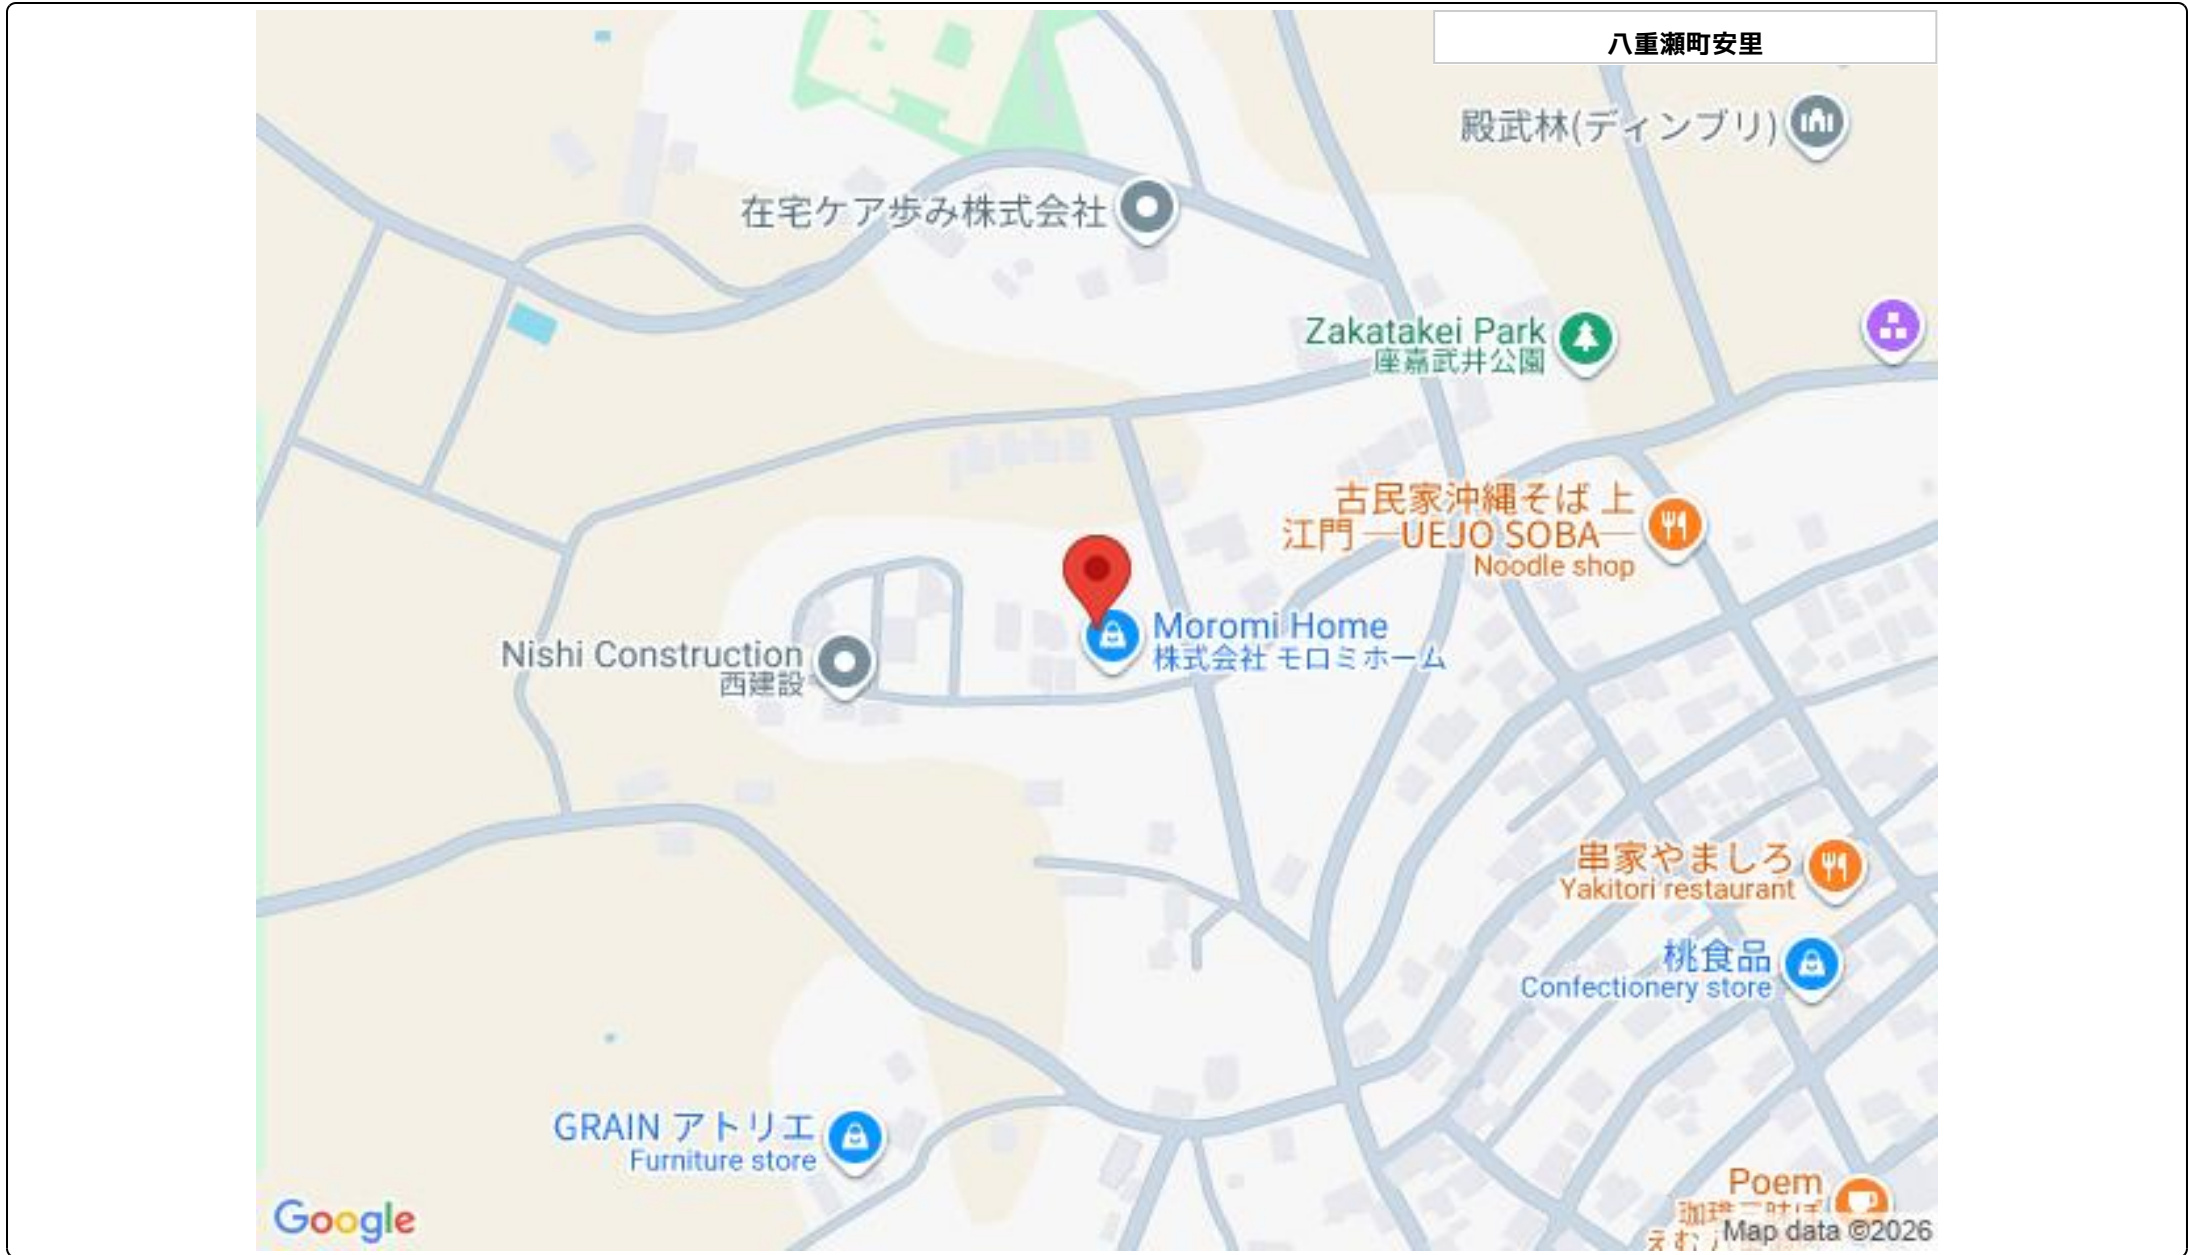 八重瀬町安里
殿武林(ディンブリ)
在宅ケア歩み株式会社
Zakatakei Park
座嘉武井公園
古民家沖縄そば 上
江門 ―UEJO SOBA―
Noodle shop
Moromi Home
株式会社 モロミホーム
Nishi Construction
西建設
串家やましろ
Yakitori restaurant
桃食品
Confectionery store
GRAIN アトリエ
Furniture store
Poem
Google
Map data ©2026